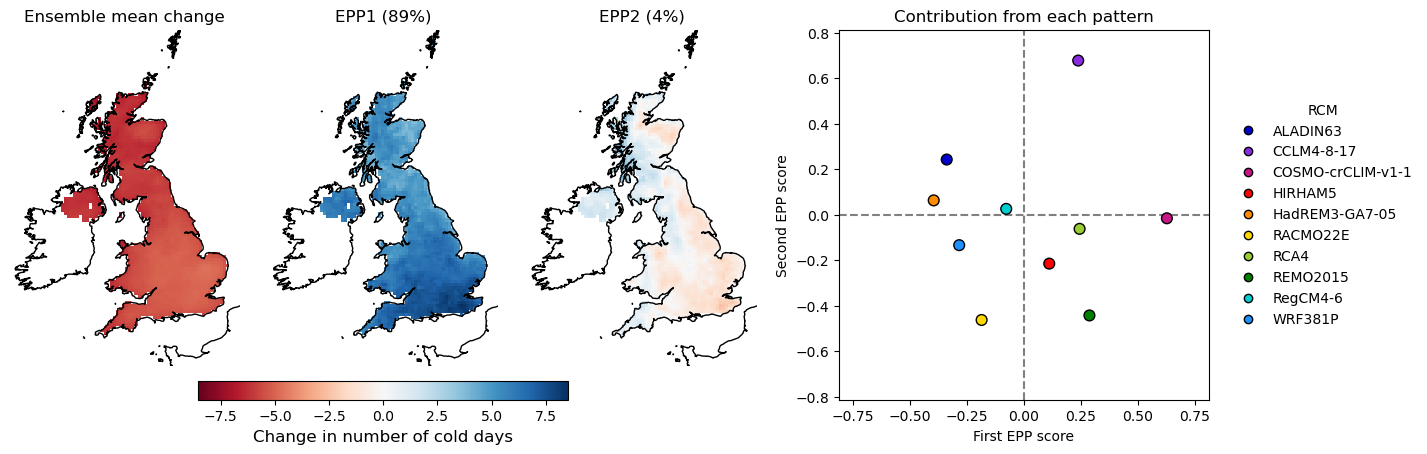 Ensemble mean change
EPP1 (89%)
EPP2 (4%)
−7.5 −5.0 −2.5 0.0 2.5 5.0 7.5
Change in number of cold days
Contribution from each pattern
0.8
0.6
0.4
0.2
0.0
−0.2
−0.4
−0.6
−0.8
Second EPP score
−0.75 −0.50 −0.25 0.00 0.25 0.50 0.75
First EPP score
RCM
ALADIN63
CCLM4-8-17
COSMO-crCLIM-v1-1
HIRHAM5
HadREM3-GA7-05
RACMO22E
RCA4
REMO2015
RegCM4-6
WRF381P